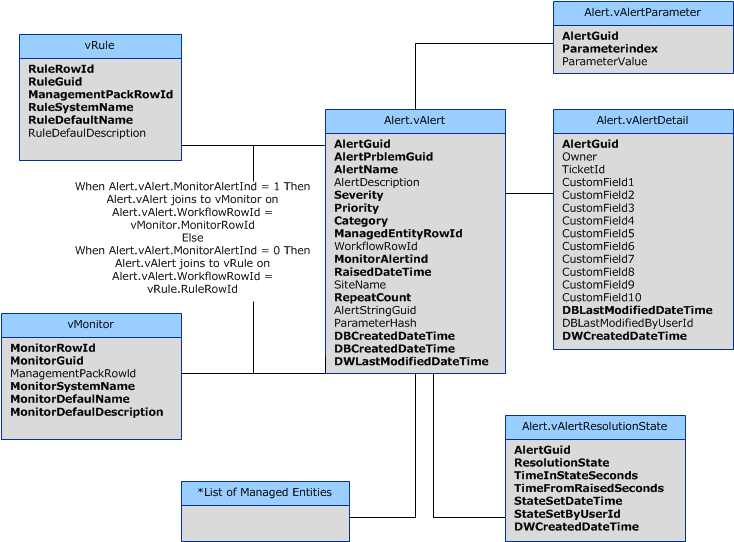 Alert.vAlertParameter
AlertGuid
Parameterindex
ParameterValue
vRule
RuleRowId
RuleGuid
ManagementPackRowId
RuleSystemName
RuleDefaultName
RuleDefaulDescription
Alert.vAlert
AlertGuid
AlertPrblemGuid
AlertName
AlertDescription
Severity
Priority
Category
ManagedEntityRowId
WorkflowRowId
MonitorAlertind
RaisedDateTime
SiteName
RepeatCount
AlertStringGuid
ParameterHash
DBCreatedDateTime
DBCreatedDateTime
DWLastModifiedDateTime
Alert.vAlertDetail
AlertGuid
Owner
TicketId
CustomField1
CustomField2
CustomField3
CustomField4
CustomField5
CustomField6
CustomField7
CustomField8
CustomField9
CustomField10
DBLastModifiedDateTime
DBLastModifiedByUserId
DWCreatedDateTime
When Alert.vAlert.MonitorAlertInd = 1 Then
Alert.vAlert joins to vMonitor on
Alert.vAlert.WorkflowRowId =
vMonitor.MonitorRowId
Else
When Alert.vAlert.MonitorAlertInd = 0 Then
Alert.vAlert joins to vRule on
Alert.vAlert.WorkflowRowId =
vRule.RuleRowId
vMonitor
MonitorRowId
MonitorGuid
ManagementPackRowId
MonitorSystemName
MonitorDefaulName
MonitorDefaulDescription
*List of Managed Entities
Alert.vAlertResolutionState
AlertGuid
ResolutionState
TimeInStateSeconds
TimeFromRaisedSeconds
StateSetDateTime
StateSetByUserId
DWCreatedDateTime